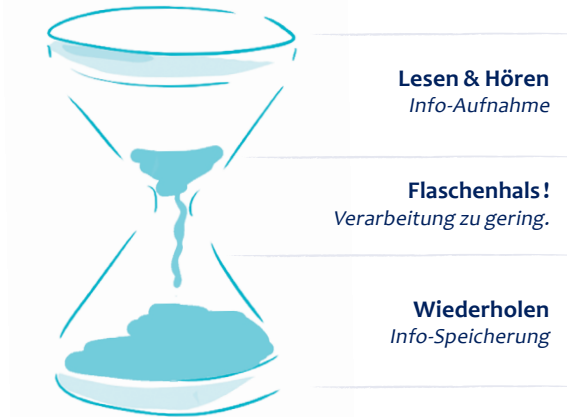 Lesen & Hören
Info-Aufnahme
Flaschenhals!
Verarbeitung zu gering.
Wiederholen
Info-Speicherung